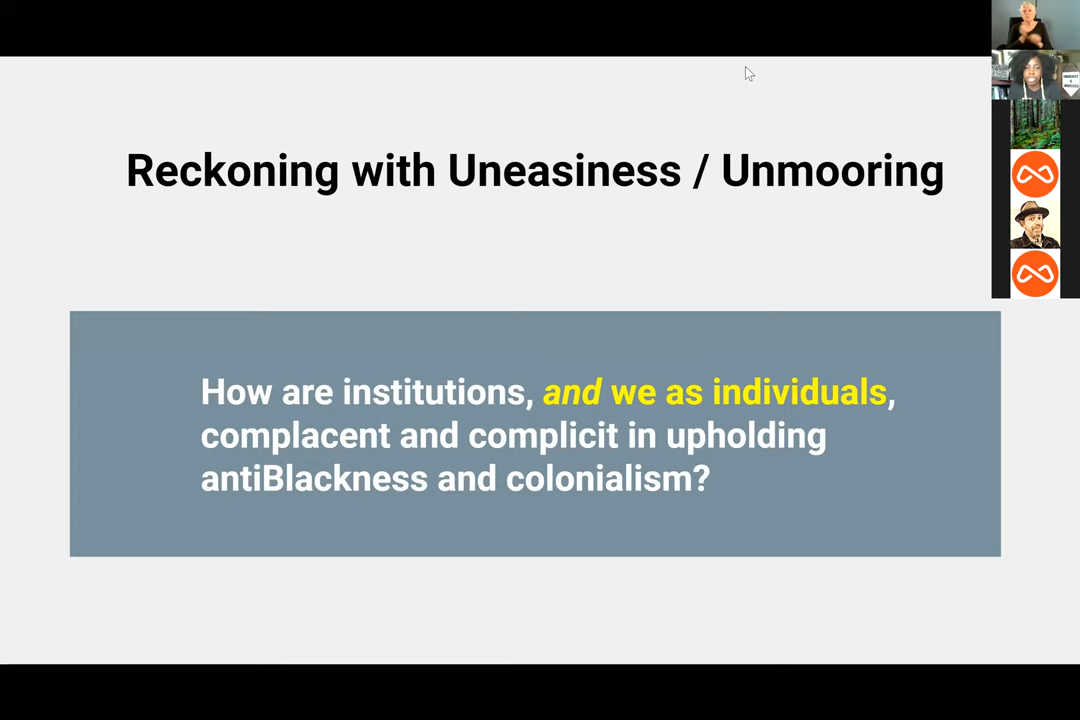 Reckoning with Uneasiness / Unmooring
How are institutions, and we as individuals,
complacent and complicit in upholding
antiBlackness and colonialism?